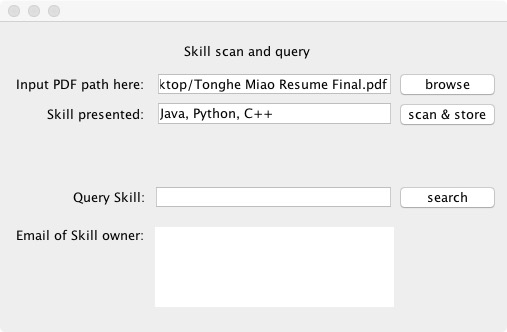 Skill scan and query
Input PDF path here: ktop/Tonghe Miao Resume Final.pdf browse
Skill presented: Java, Python, C++ scan & store
Query Skill: search
Email of Skill owner: